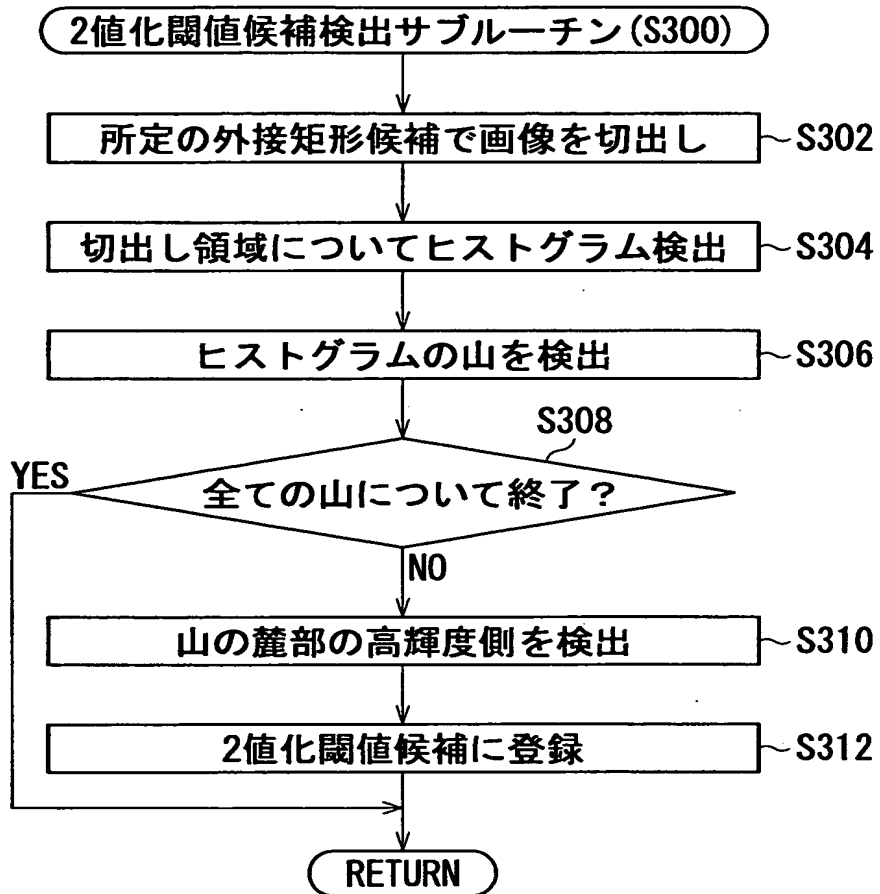 2値化閾値候補検出サブルーチン(S300)
所定の外接矩形候補で画像を切出し
S302
切出し領域についてヒストグラム検出
S304
ヒストグラムの山を検出
S306
S308
YES
全ての山について終了？
NO
山の麓部の高輝度側を検出
S310
2値化閾値候補に登録
S312
RETURN